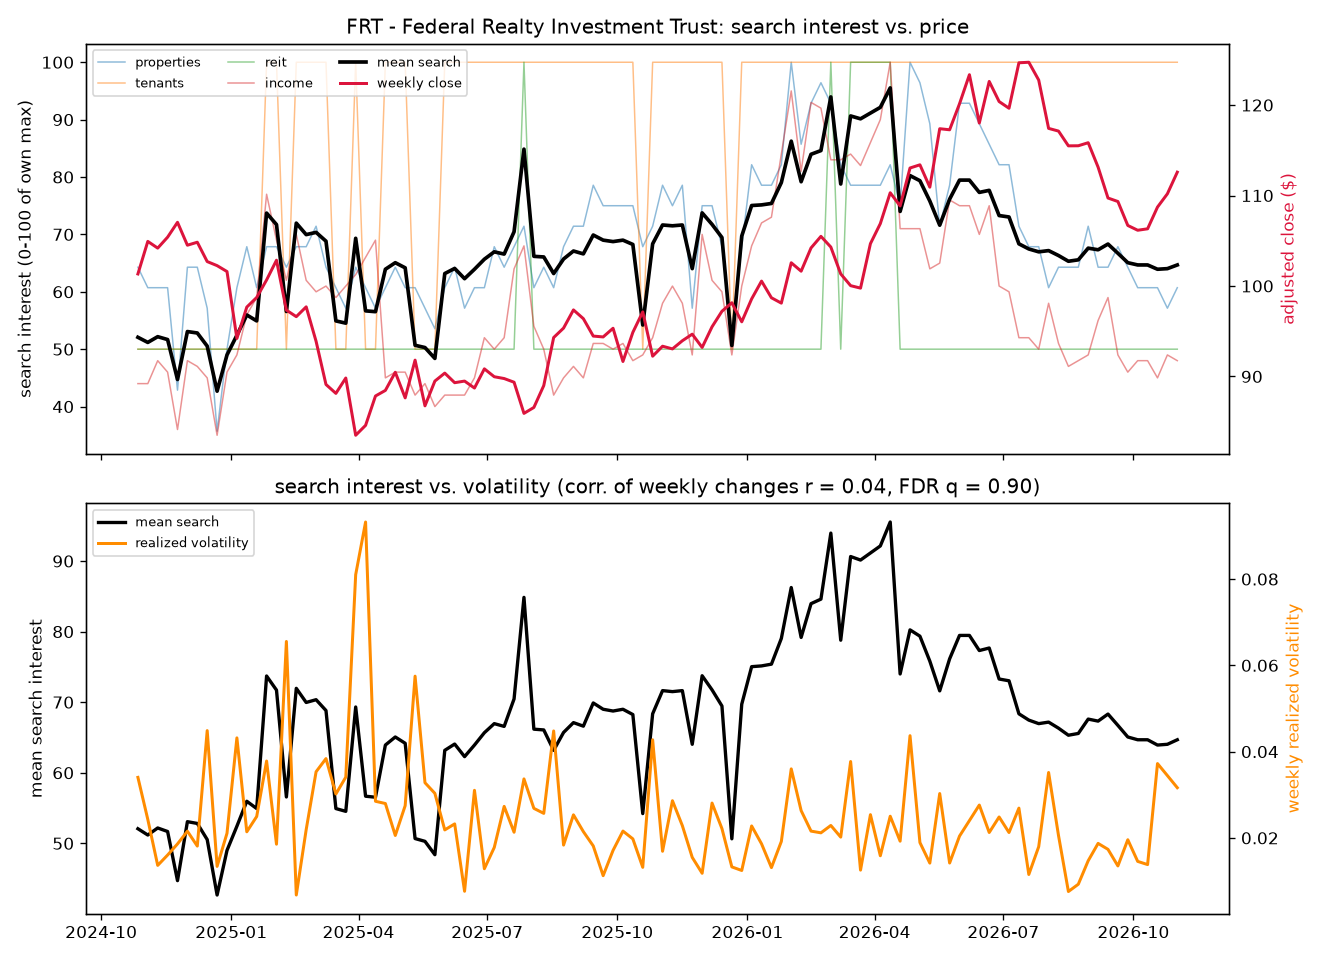 FRT - Federal Realty Investment Trust: search interest vs. price
properties
tenants
reit
income
mean search
weekly close
search interest (0-100 of own max)
100
90
80
70
60
50
40
adjusted close ($)
120
110
100
90
search interest vs. volatility (corr. of weekly changes r = 0.04, FDR q = 0.90)
mean search
realized volatility
mean search interest
90
80
70
60
50
weekly realized volatility
0.08
0.06
0.04
0.02
2024-10
2025-01
2025-04
2025-07
2025-10
2026-01
2026-04
2026-07
2026-10